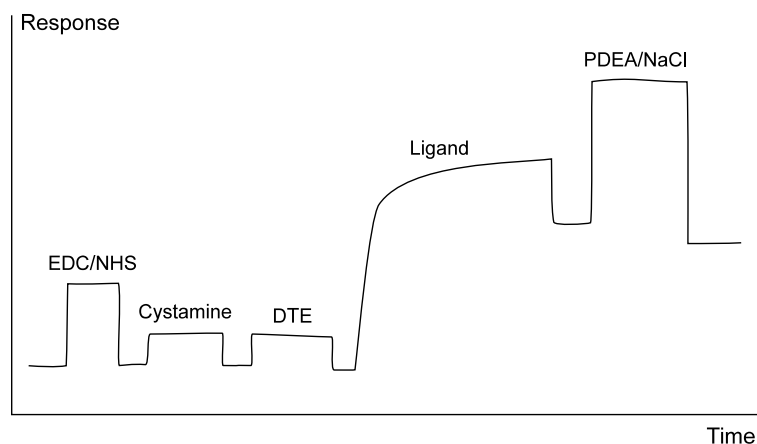 Response
PDEA/NaCl
Ligand
EDC/NHS
Cystamine
DTE
Time